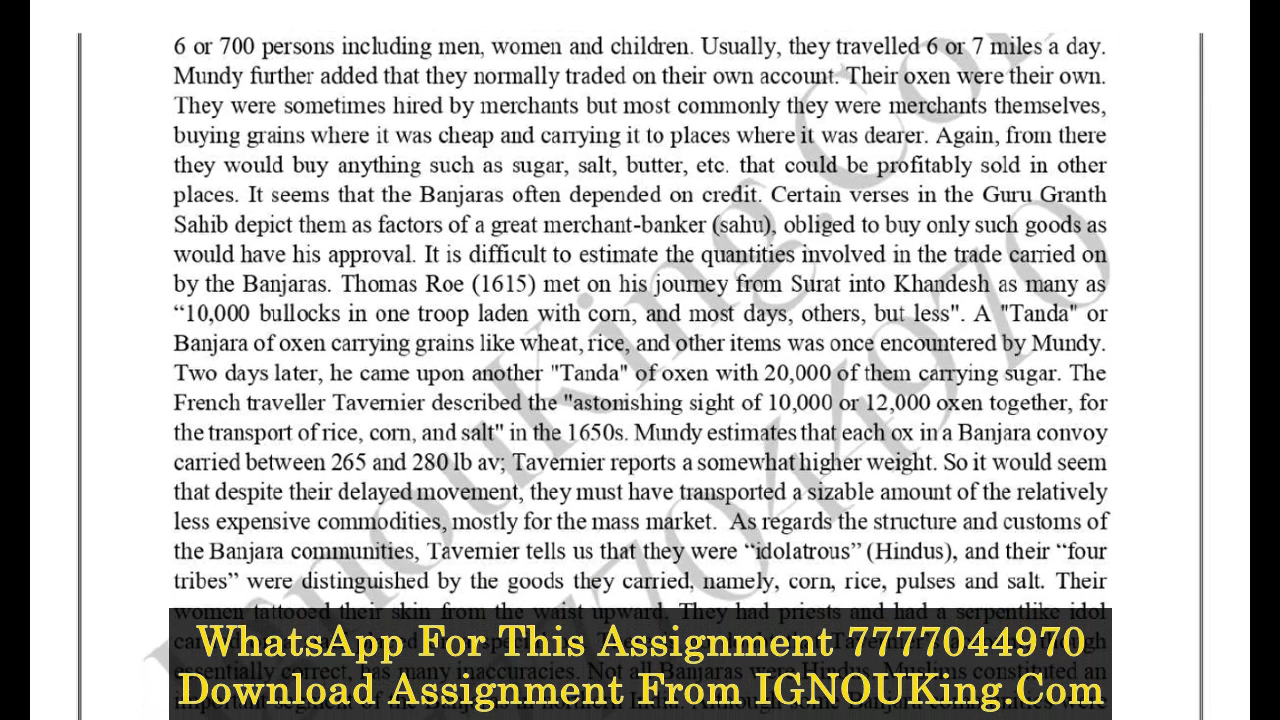 6 or 700 persons including men, women and children. Usually, they travelled 6 or 7 miles a day.
Mundy further added that they normally traded on their own account. Their oxen were their own.
They were sometimes hired by merchants but most commonly they were merchants themselves,
buying grains where it was cheap and carrying it to places where it was dearer. Again, from there
they would buy anything such as sugar, salt, butter, etc. that could be profitably sold in other
places. It seems that the Banjaras often depended on credit. Certain verses in the Guru Granth
Sahib depict them as factors of a great merchant-banker (sahu), obliged to buy only such goods as
would have his approval. It is difficult to estimate the quantities involved in the trade carried on
by the Banjaras. Thomas Roe (1615) met on his journey from Surat into Khandesh as many as
“10,000 bullocks in one troop laden with corn, and most days, others, but less". A "Tanda" or
Banjara of oxen carrying grains like wheat, rice, and other items was once encountered by Mundy.
Two days later, he came upon another "Tanda" of oxen with 20,000 of them carrying sugar. The
French traveller Tavernier described the "astonishing sight of 10,000 or 12,000 oxen together, for
the transport of rice, corn, and salt" in the 1650s. Mundy estimates that each ox in a Banjara convoy
carried between 265 and 280 lb av; Tavernier reports a somewhat higher weight. So it would seem
that despite their delayed movement, they must have transported a sizable amount of the relatively
less expensive commodities, mostly for the mass market. As regards the structure and customs of
the Banjara communities, Tavernier tells us that they were “idolatrous” (Hindu), and their “four
tribes” were distinguished by the goods they carried, namely, corn, rice, pulses and salt. Their
women tattooed their skin from the waist upward. They had priests and had a serpentlike idol
WhatsApp For This Assignment 7777044970
essentially correct, has many inaccuracies. Not all Banjaras were Hindus. Muslims constituted an
Download Assignment From IGNOUKing.Com
IgnouKing.Com
7777044970